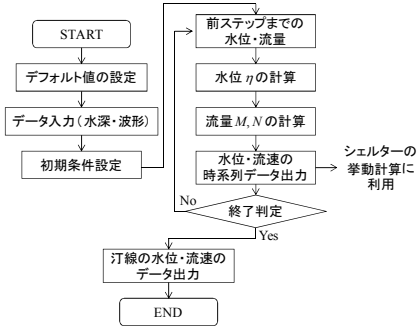 START
デフォルト値の設定
データ入力(水深・波形)
初期条件設定
前ステップまでの
水位・流量
水位 η の計算
流量 M, N の計算
水位・流速の
時系列データ出力
シェルターの
挙動計算に
利用
No
終了判定
Yes
汀線の水位・流速の
データ出力
END